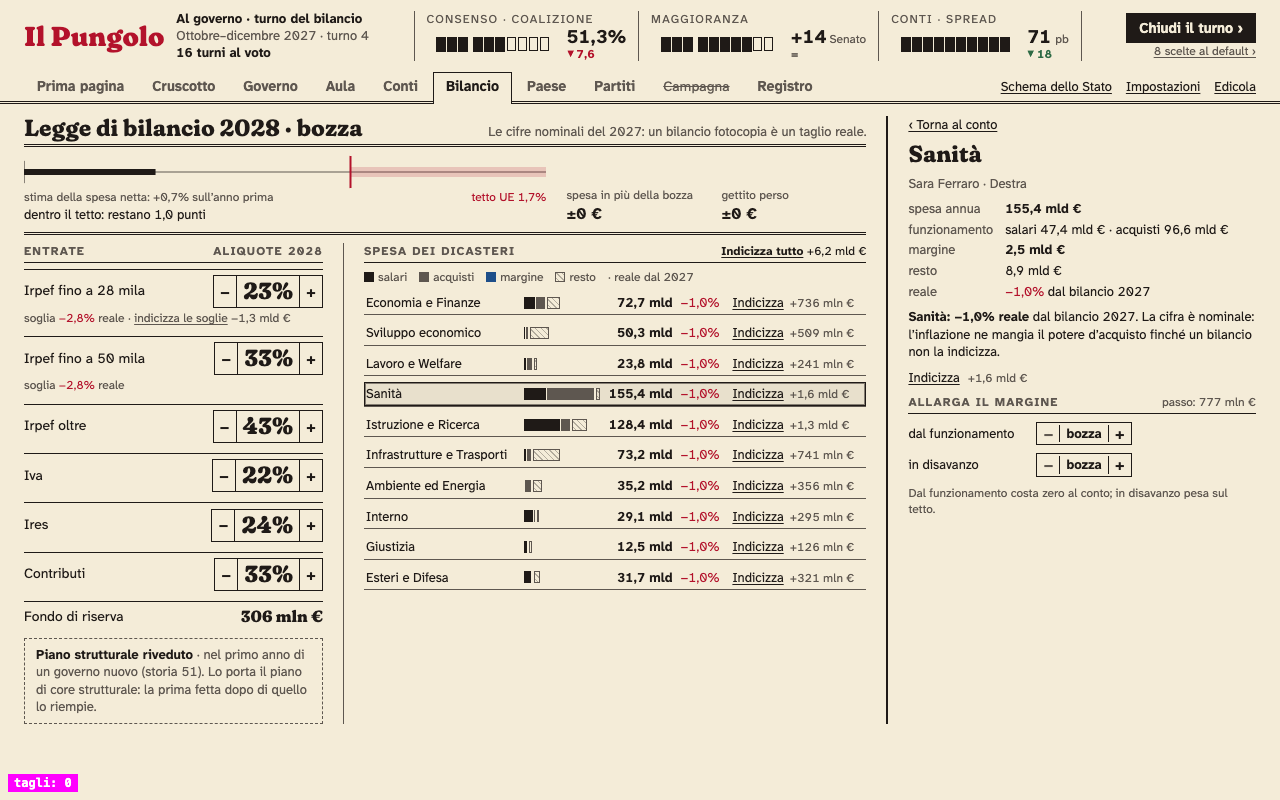 Il Pungolo
Al governo · turno del bilancio
Ottobre–dicembre 2027 · turno 4
16 turni al voto
CONSENSO · COALIZIONE
51,3%
▼7,6
MAGGIORANZA
+14 Senato
=
CONTI · SPREAD
71 pb
▼18
Chiudi il turno ›
8 scelte al default ›
Prima pagina Cruscotto Governo Aula Conti Bilancio Paese Partiti Campagna Registro
Schema dello Stato Impostazioni Edicola
Legge di bilancio 2028 · bozza
Le cifre nominali del 2027: un bilancio fotocopia è un taglio reale.
stima della spesa netta: +0,7% sull’anno prima
tetto UE 1,7%
dentro il tetto: restano 1,0 punti
spesa in più della bozza
±0 €
gettito perso
±0 €
ENTRATE ALIQUOTE 2028
Irpef fino a 28 mila – 23% +
soglia −2,8% reale · indicizza le soglie −1,3 mld €
Irpef fino a 50 mila – 33% +
soglia −2,8% reale
Irpef oltre – 43% +
Iva – 22% +
Ires – 24% +
Contributi – 33% +
Fondo di riserva 306 mln €
Piano strutturale riveduto · nel primo anno di
un governo nuovo (storia 51). Lo porta il piano
di core strutturale: la prima fetta dopo di quello
lo riempie.
SPESA DEI DICASTERI
Indicizza tutto +6,2 mld €
salari acquisti margine resto · reale dal 2027
Economia e Finanze 72,7 mld −1,0% Indicizza +736 mln €
Sviluppo economico 50,3 mld −1,0% Indicizza +509 mln €
Lavoro e Welfare 23,8 mld −1,0% Indicizza +241 mln €
Sanità 155,4 mld −1,0% Indicizza +1,6 mld €
Istruzione e Ricerca 128,4 mld −1,0% Indicizza +1,3 mld €
Infrastrutture e Trasporti 73,2 mld −1,0% Indicizza +741 mln €
Ambiente ed Energia 35,2 mld −1,0% Indicizza +356 mln €
Interno 29,1 mld −1,0% Indicizza +295 mln €
Giustizia 12,5 mld −1,0% Indicizza +126 mln €
Esteri e Difesa 31,7 mld −1,0% Indicizza +321 mln €
‹ Torna al conto
Sanità
Sara Ferraro · Destra
spesa annua 155,4 mld €
funzionamento salari 47,4 mld € · acquisti 96,6 mld €
margine 2,5 mld €
resto 8,9 mld €
reale −1,0% dal bilancio 2027
Sanità: −1,0% reale dal bilancio 2027. La cifra è nominale:
l’inflazione ne mangia il potere d’acquisto finché un bilancio
non la indicizza.
Indicizza +1,6 mld €
ALLARGA IL MARGINE passo: 777 mln €
dal funzionamento – bozza +
in disavanzo – bozza +
Dal funzionamento costa zero al conto; in disavanzo pesa sul
tetto.
tagli: 0